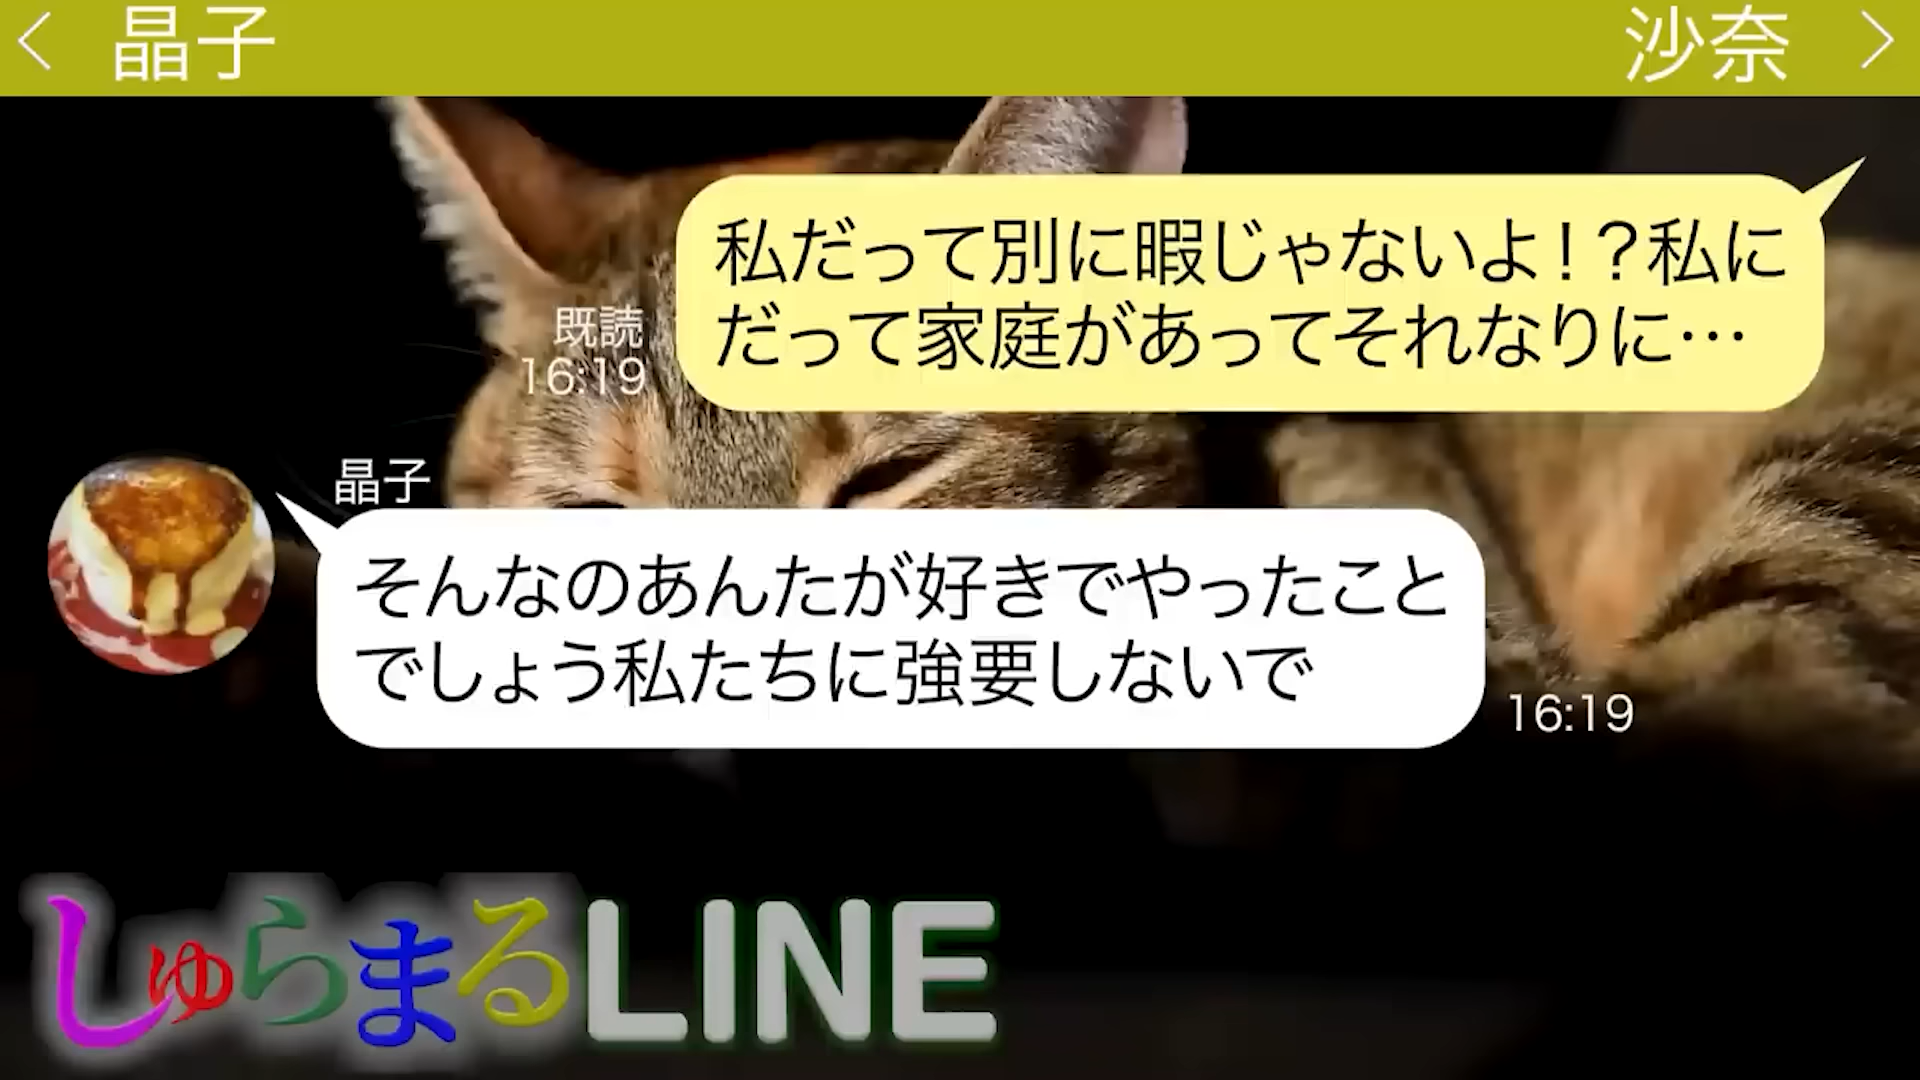 晶子
沙奈
私だって別に暇じゃないよ！？私に
だって家庭があってそれなりに…
既読
16:19
晶子
そんなのあんたが好きでやったこと
でしょう私たちに強要しないで
16:19
しゅらまるLINE